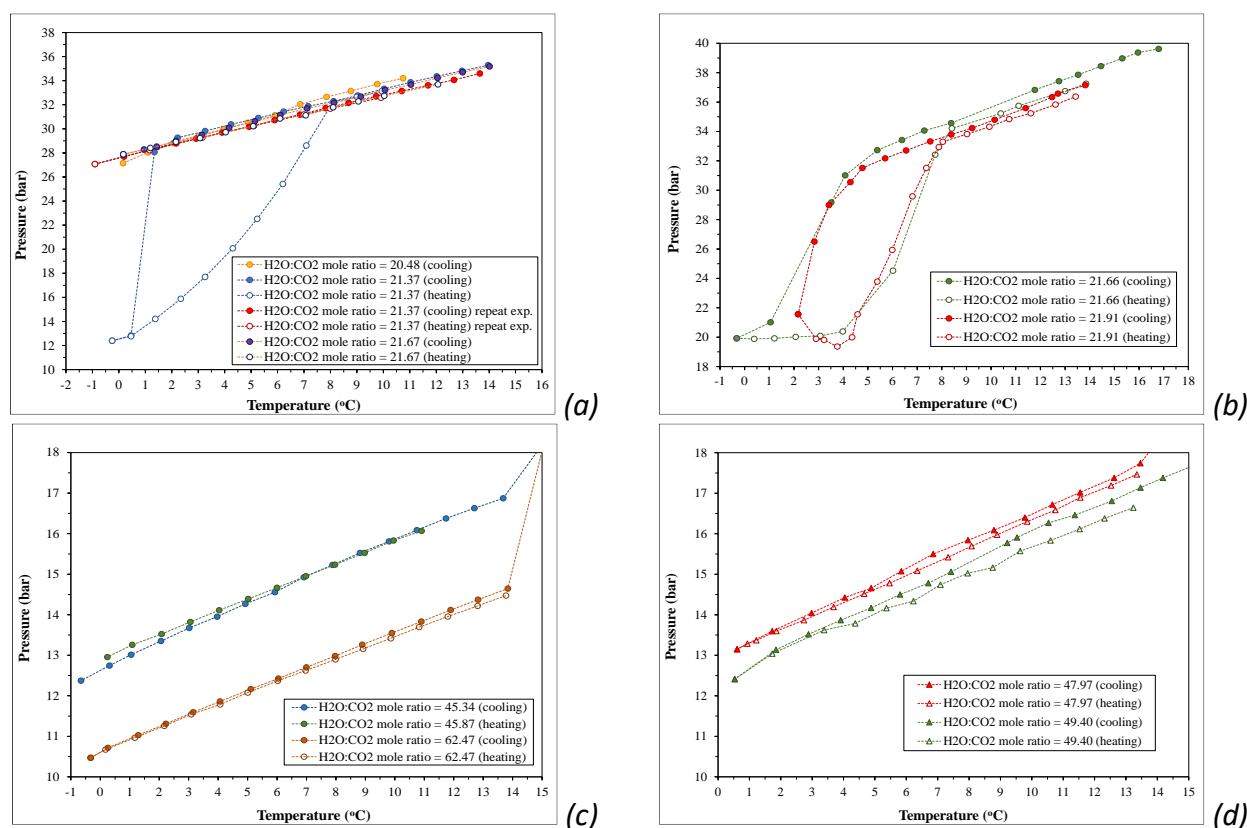 38
36
34
32
30
28
26
24
22
20
18
16
14
12
10
Pressure (bar)
H2O:CO2 mole ratio = 20.48 (cooling)
H2O:CO2 mole ratio = 21.37 (cooling)
H2O:CO2 mole ratio = 21.37 (heating)
H2O:CO2 mole ratio = 21.37 (cooling) repeat exp.
H2O:CO2 mole ratio = 21.37 (heating) repeat exp.
H2O:CO2 mole ratio = 21.67 (cooling)
H2O:CO2 mole ratio = 21.67 (heating)
-2 -1 0 1 2 3 4 5 6 7 8 9 10 11 12 13 14 15 16
Temperature (°C)
(a)
40
38
36
34
32
30
28
26
24
22
20
18
Pressure (bar)
H2O:CO2 mole ratio = 21.66 (cooling)
H2O:CO2 mole ratio = 21.66 (heating)
H2O:CO2 mole ratio = 21.91 (cooling)
H2O:CO2 mole ratio = 21.91 (heating)
-1 0 1 2 3 4 5 6 7 8 9 10 11 12 13 14 15 16 17 18
Temperature (°C)
(b)
18
17
16
15
14
13
12
11
10
Pressure (bar)
H2O:CO2 mole ratio = 45.34 (cooling)
H2O:CO2 mole ratio = 45.87 (heating)
H2O:CO2 mole ratio = 62.47 (cooling)
H2O:CO2 mole ratio = 62.47 (heating)
-1 0 1 2 3 4 5 6 7 8 9 10 11 12 13 14 15
Temperature (°C)
(c)
18
17
16
15
14
13
12
11
10
Pressure (bar)
H2O:CO2 mole ratio = 47.97 (cooling)
H2O:CO2 mole ratio = 47.97 (heating)
H2O:CO2 mole ratio = 49.40 (cooling)
H2O:CO2 mole ratio = 49.40 (heating)
-1 0 1 2 3 4 5 6 7 8 9 10 11 12 13 14 15
Temperature (°C)
(d)